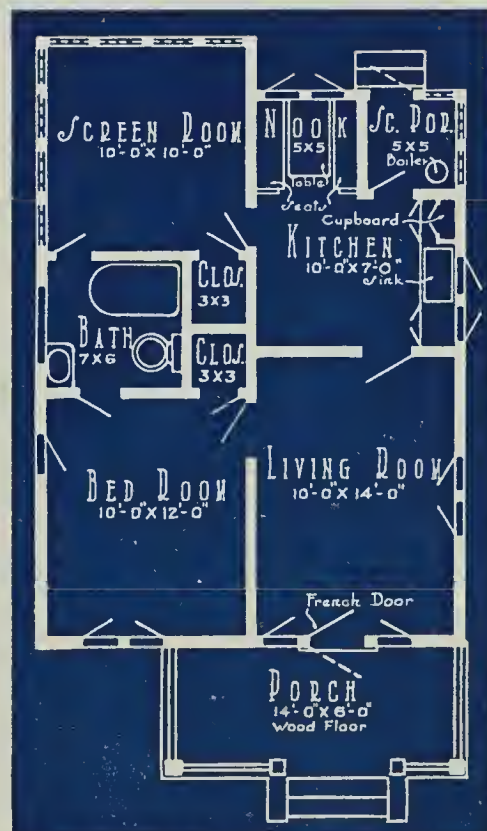 SCREEN ROOM
10'-0" X 10'-0"
NOOK
5X5
Table
Seats
SC. POR.
5X5
Boiler
Cupboard
KITCHEN
10'-0" X 7'-0"
Sink
CLOS.
3X3
BATH
7X6
CLOS.
3X3
BED ROOM
10'-0" X 12'-0"
LIVING ROOM
10'-0" X 14'-0"
French Door
PORCH
14'-0" X 6'-0"
Wood Floor